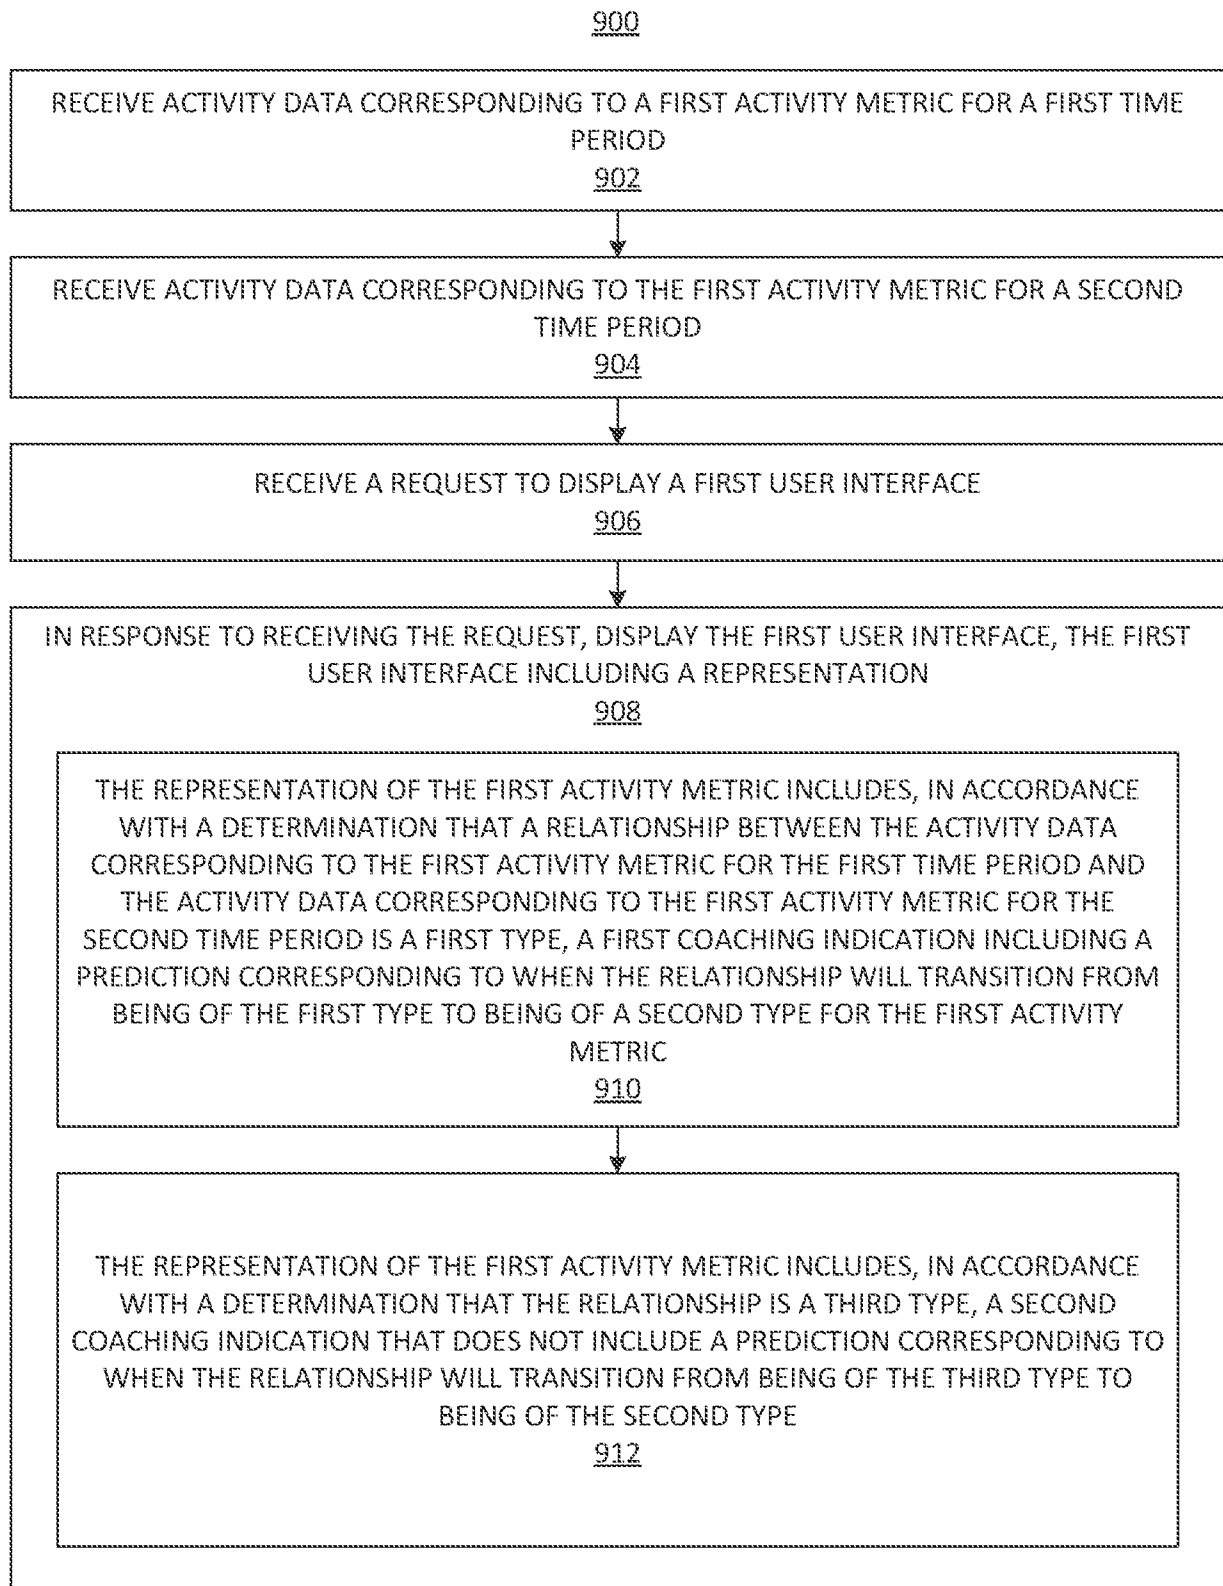 900
RECEIVE ACTIVITY DATA CORRESPONDING TO A FIRST ACTIVITY METRIC FOR A FIRST TIME
PERIOD
902
RECEIVE ACTIVITY DATA CORRESPONDING TO THE FIRST ACTIVITY METRIC FOR A SECOND
TIME PERIOD
904
RECEIVE A REQUEST TO DISPLAY A FIRST USER INTERFACE
906
IN RESPONSE TO RECEIVING THE REQUEST, DISPLAY THE FIRST USER INTERFACE, THE FIRST
USER INTERFACE INCLUDING A REPRESENTATION
908
THE REPRESENTATION OF THE FIRST ACTIVITY METRIC INCLUDES, IN ACCORDANCE
WITH A DETERMINATION THAT A RELATIONSHIP BETWEEN THE ACTIVITY DATA
CORRESPONDING TO THE FIRST ACTIVITY METRIC FOR THE FIRST TIME PERIOD AND
THE ACTIVITY DATA CORRESPONDING TO THE FIRST ACTIVITY METRIC FOR THE
SECOND TIME PERIOD IS A FIRST TYPE, A FIRST COACHING INDICATION INCLUDING A
PREDICTION CORRESPONDING TO WHEN THE RELATIONSHIP WILL TRANSITION FROM
BEING OF THE FIRST TYPE TO BEING OF A SECOND TYPE FOR THE FIRST ACTIVITY
METRIC
910
THE REPRESENTATION OF THE FIRST ACTIVITY METRIC INCLUDES, IN ACCORDANCE
WITH A DETERMINATION THAT THE RELATIONSHIP IS A THIRD TYPE, A SECOND
COACHING INDICATION THAT DOES NOT INCLUDE A PREDICTION CORRESPONDING TO
WHEN THE RELATIONSHIP WILL TRANSITION FROM BEING OF THE THIRD TYPE TO
BEING OF THE SECOND TYPE
912